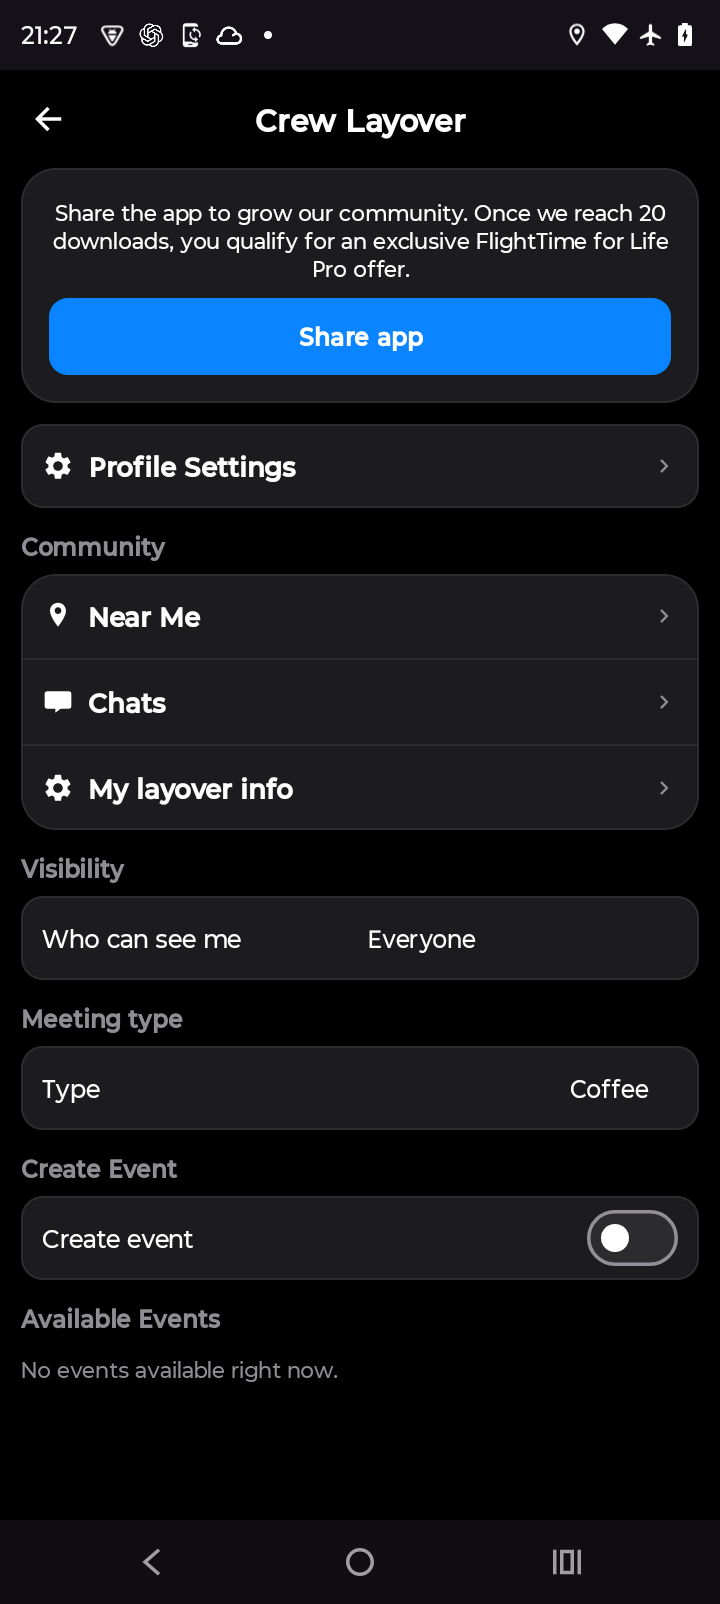 21:27
Crew Layover
Share the app to grow our community. Once we reach 20
downloads, you qualify for an exclusive FlightTime for Life
Pro offer.
Share app
Profile Settings
Community
Near Me
Chats
My layover info
Visibility
Who can see me Everyone
Meeting type
Type Coffee
Create Event
Create event
Available Events
No events available right now.